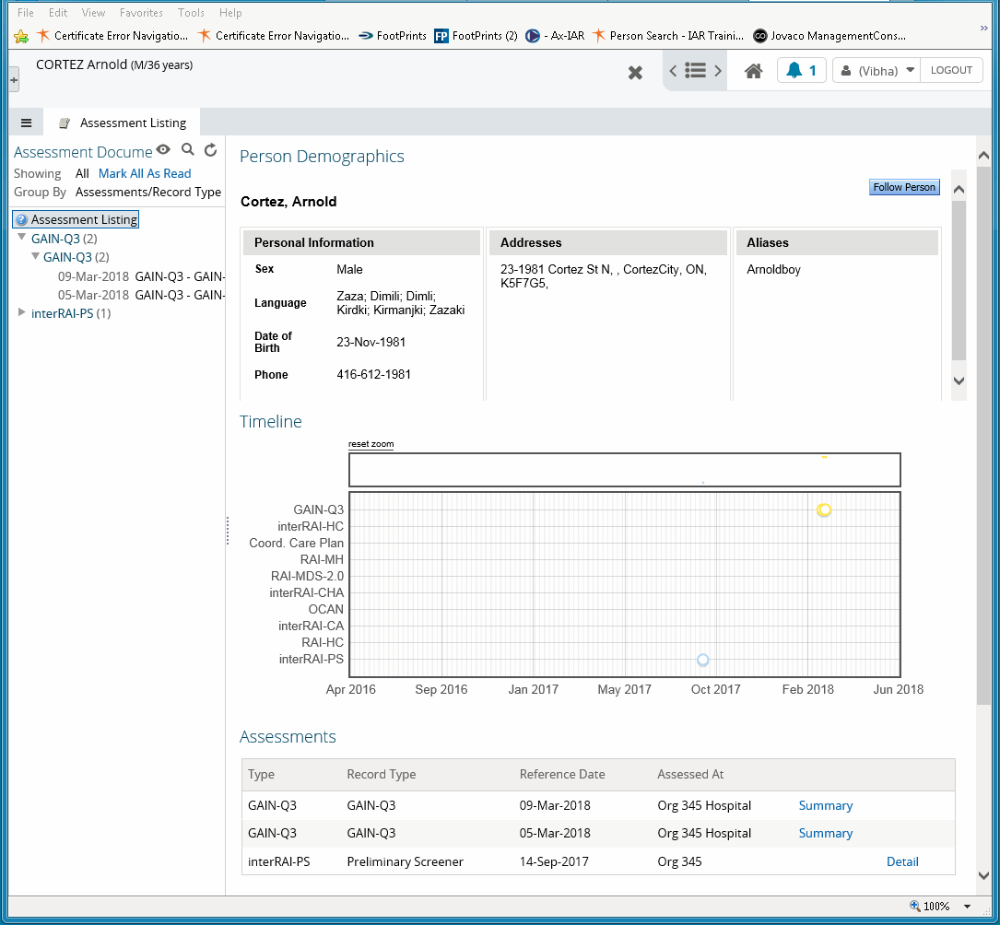 File Edit View Favorites Tools Help
Certificate Error Navigatio... Certificate Error Navigatio... FootPrints FP FootPrints (2) - Ax-IAR Person Search - IAR Traini... CO Jovaco ManagementCons... »
CORTEZ Arnold (M/36 years)
1 (Vibha) LOGOUT
Assessment Listing
Assessment Docume
Showing All Mark All As Read
Group By Assessments/Record Type
? Assessment Listing
GAIN-Q3 (2)
GAIN-Q3 (2)
09-Mar-2018 GAIN-Q3 - GAIN-
05-Mar-2018 GAIN-Q3 - GAIN-
interRAI-PS (1)
Person Demographics
Follow Person
Cortez, Arnold
Personal Information
Sex Male
Language Zaza; Dimili; Dimli;
Kirdki; Kirmanjki; Zazaki
Date of
Birth 23-Nov-1981
Phone 416-612-1981
Addresses
23-1981 Cortez St N, , CortezCity, ON,
K5F7G5,
Aliases
Arnoldboy
Timeline
reset zoom
GAIN-Q3
interRAI-HC
Coord. Care Plan
RAI-MH
RAI-MDS-2.0
interRAI-CHA
OCAN
interRAI-CA
RAI-HC
interRAI-PS
Apr 2016 Sep 2016 Jan 2017 May 2017 Oct 2017 Feb 2018 Jun 2018
Assessments
Type Record Type Reference Date Assessed At
GAIN-Q3 GAIN-Q3 09-Mar-2018 Org 345 Hospital Summary
GAIN-Q3 GAIN-Q3 05-Mar-2018 Org 345 Hospital Summary
interRAI-PS Preliminary Screener 14-Sep-2017 Org 345 Detail
100%